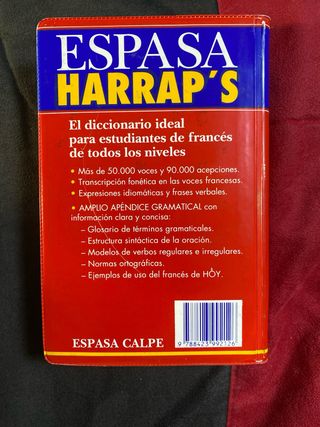 ESPASA
HARRAP'S
El diccionario ideal
para estudiantes de francés
de todos los niveles
• Más de 50.000 voces y 90.000 acepciones.
• Transcripción fonética en las voces francesas.
• Expresiones idiomáticas y frases verbales.
• AMPLIO APÉNDICE GRAMATICAL con
información clara y concisa:
– Glosario de términos gramaticales.
– Estructura sintáctica de la oración.
– Modelos de verbos regulares e irregulares.
– Normas ortográficas.
– Ejemplos de uso del francés de HOY.
ESPASA CALPE
9 788423 992126